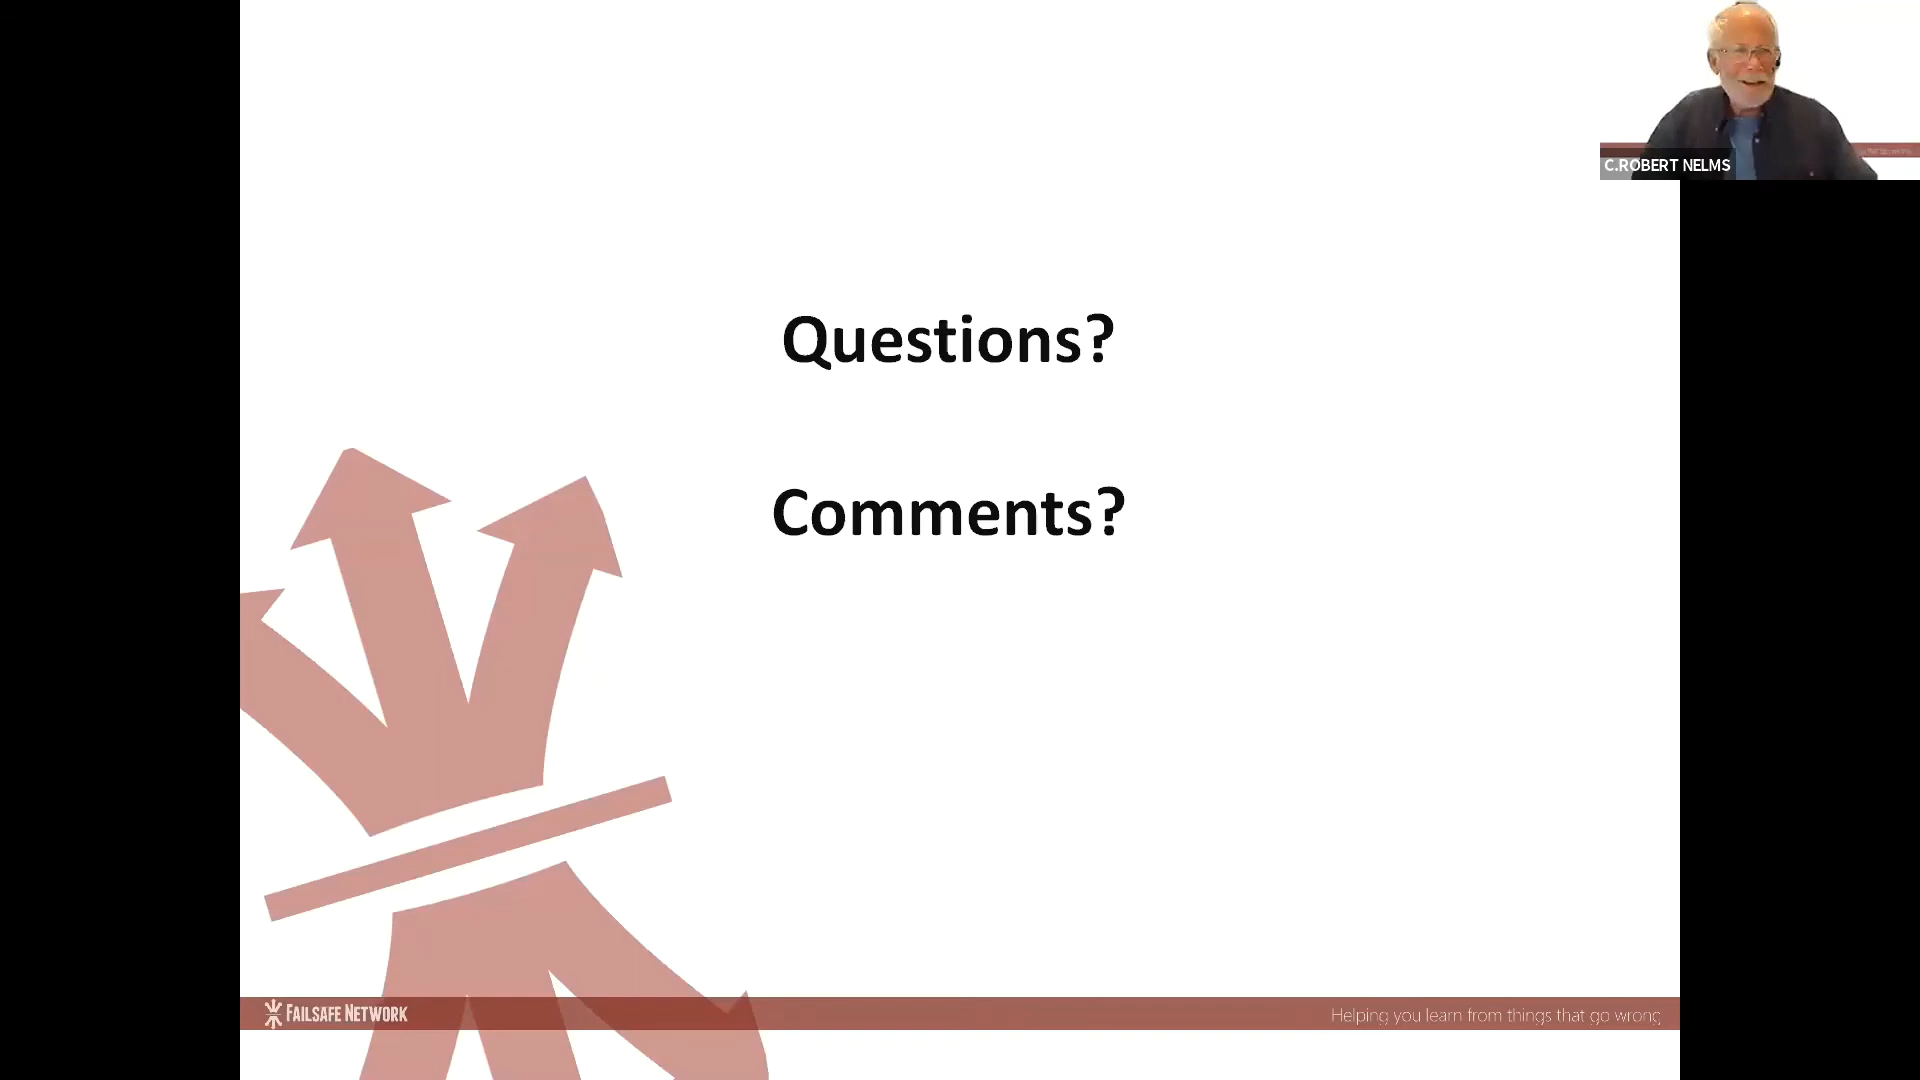 C.ROBERT NELMS
Questions?
Comments?
FAILSAFE NETWORK
Helping you learn from things that go wrong